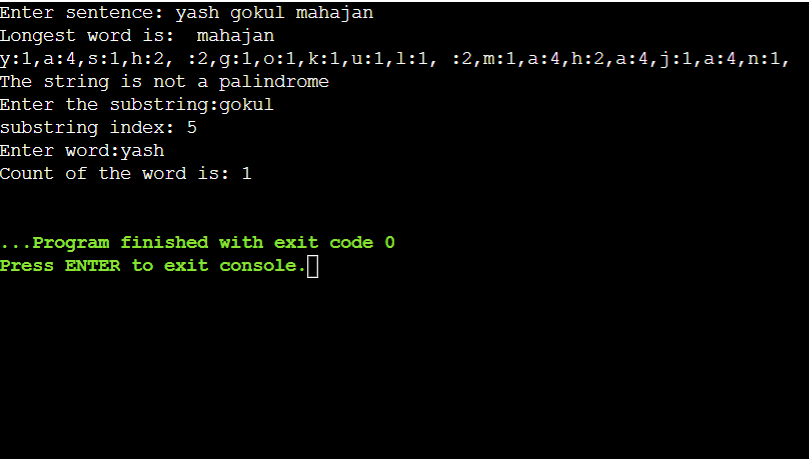 Enter sentence: yash gokul mahajan
Longest word is:  mahajan
y:1,a:4,s:1,h:2, :2,g:1,o:1,k:1,u:1,l:1, :2,m:1,a:4,h:2,a:4,j:1,a:4,n:1,
The string is not a palindrome
Enter the substring:gokul
substring index: 5
Enter word:yash
Count of the word is: 1
...Program finished with exit code 0
Press ENTER to exit console.